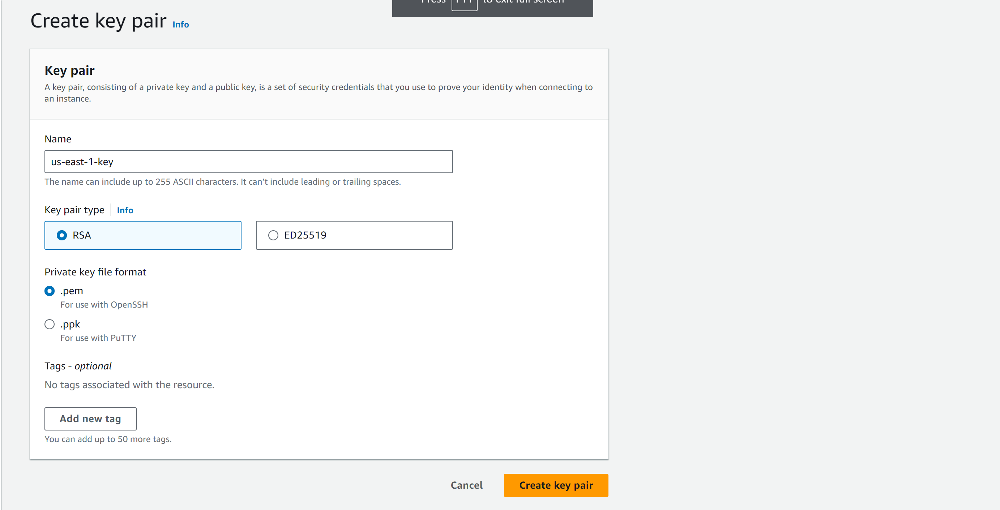 to exit full screen
Create key pair Info
Key pair
A key pair, consisting of a private key and a public key, is a set of security credentials that you use to prove your identity when connecting to
an instance.
Name
us-east-1-key
The name can include up to 255 ASCII characters. It can’t include leading or trailing spaces.
Key pair type Info
RSA ED25519
Private key file format
.pem
For use with OpenSSH
.ppk
For use with PuTTY
Tags - optional
No tags associated with the resource.
Add new tag
You can add up to 50 more tags.
Cancel Create key pair